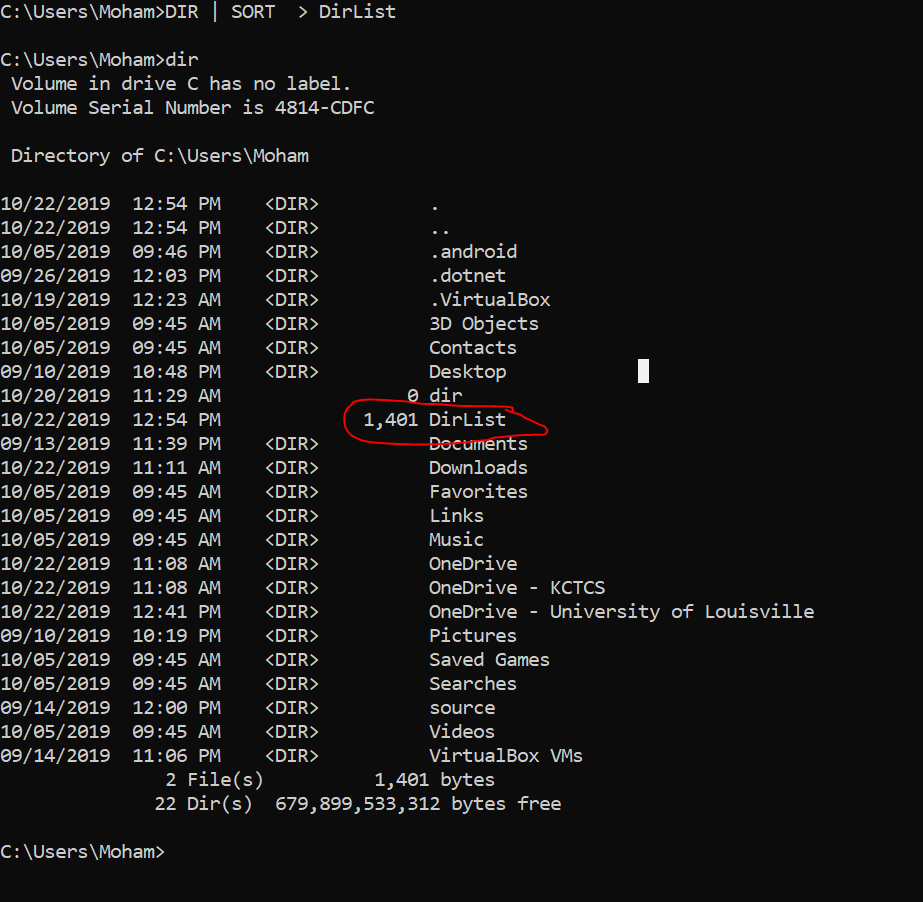 C:\Users\Moham>DIR | SORT  > DirList
C:\Users\Moham>dir
 Volume in drive C has no label.
 Volume Serial Number is 4814-CDFC
 Directory of C:\Users\Moham
10/22/2019  12:54 PM    <DIR>          .
10/22/2019  12:54 PM    <DIR>          ..
10/05/2019  09:46 PM    <DIR>          .android
09/26/2019  12:03 PM    <DIR>          .dotnet
10/19/2019  12:23 AM    <DIR>          .VirtualBox
10/05/2019  09:45 AM    <DIR>          3D Objects
10/05/2019  09:45 AM    <DIR>          Contacts
09/10/2019  10:48 PM    <DIR>          Desktop
10/20/2019  11:29 AM                 0 dir
10/22/2019  12:54 PM             1,401 DirList
09/13/2019  11:39 PM    <DIR>          Documents
10/22/2019  11:11 AM    <DIR>          Downloads
10/05/2019  09:45 AM    <DIR>          Favorites
10/05/2019  09:45 AM    <DIR>          Links
10/05/2019  09:45 AM    <DIR>          Music
10/22/2019  11:08 AM    <DIR>          OneDrive
10/22/2019  11:08 AM    <DIR>          OneDrive - KCTCS
10/22/2019  12:41 PM    <DIR>          OneDrive - University of Louisville
09/10/2019  10:19 PM    <DIR>          Pictures
10/05/2019  09:45 AM    <DIR>          Saved Games
10/05/2019  09:45 AM    <DIR>          Searches
09/14/2019  12:00 PM    <DIR>          source
10/05/2019  09:45 AM    <DIR>          Videos
09/14/2019  11:06 PM    <DIR>          VirtualBox VMs
               2 File(s)          1,401 bytes
              22 Dir(s)  679,899,533,312 bytes free
C:\Users\Moham>